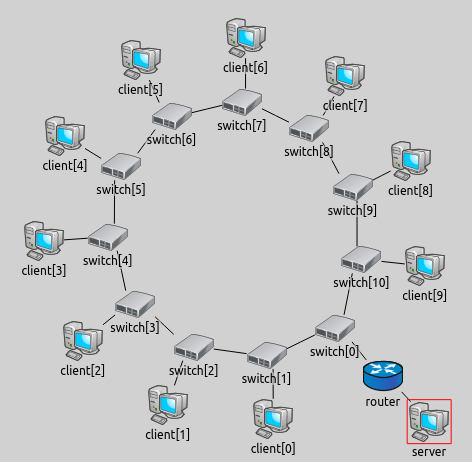 client[6]
client[5]
client[7]
switch[7]
switch[6]
switch[8]
client[4]
switch[5]
client[8]
switch[9]
switch[4]
client[3]
switch[10]
client[9]
switch[3]
switch[0]
client[2]
switch[2]
switch[1]
router
client[1]
client[0]
server